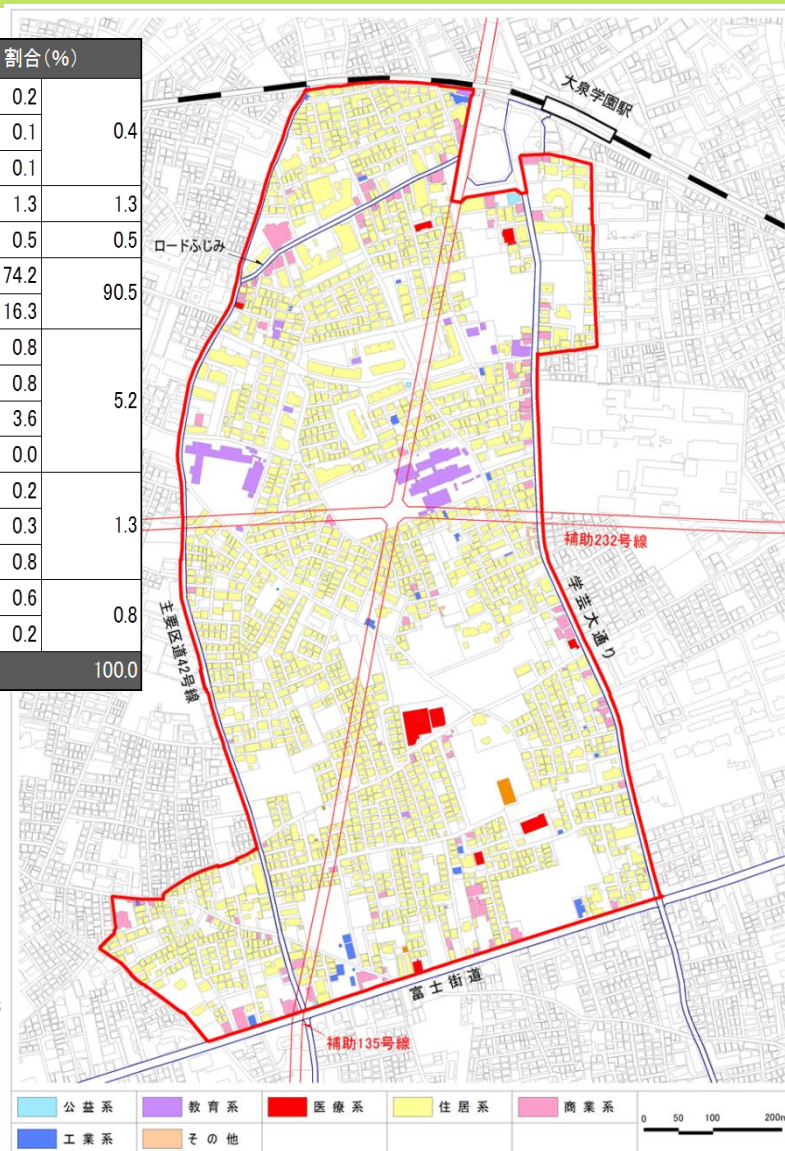 割合(%)
0.2
0.1
0.4
0.1
1.3 1.3
0.5 0.5
74.2
90.5
16.3
0.8
0.8
5.2
3.6
0.0
0.2
0.3
1.3
0.8
0.6
0.8
0.2
100.0
大泉学園駅
ロードふじみ
補助232号線
学芸大通り
主要区道42号線
富士街道
補助135号線
公益系 教育系 医療系 住居系 商業系
工業系 その他
0 50 100 200m